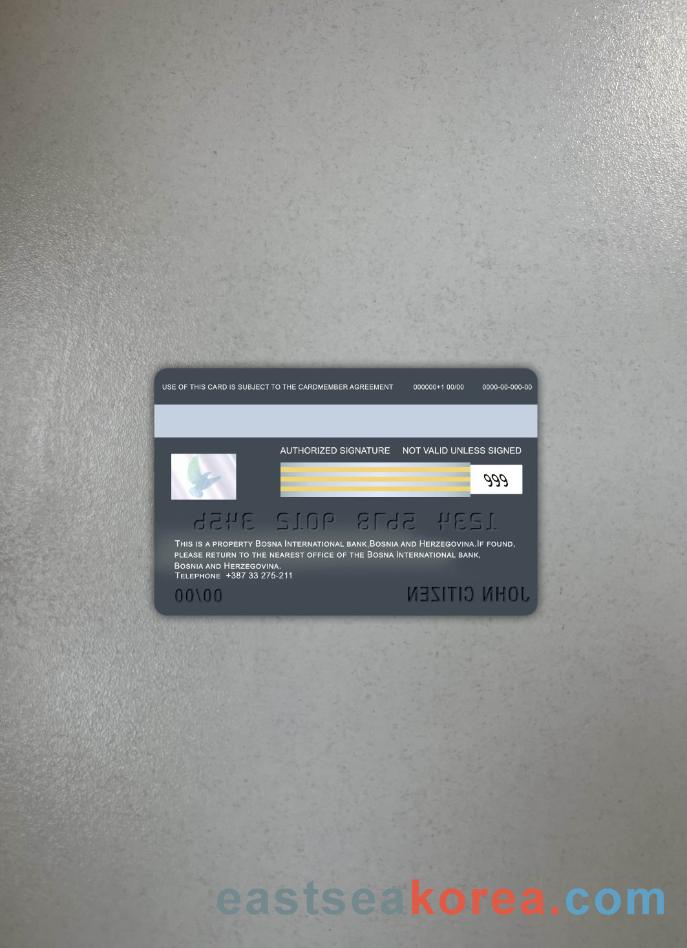 USE OF THIS CARD IS SUBJECT TO THE CARDMEMBER AGREEMENT 000000+1 00/00 0000-00-000-00
AUTHORIZED SIGNATURE NOT VALID UNLESS SIGNED
999
1234 5678 9012 3456
THIS IS A PROPERTY BOSNA INTERNATIONAL BANK,BOSNIA AND HERZEGOVINA.IF FOUND,
PLEASE RETURN TO THE NEAREST OFFICE OF THE BOSNA INTERNATIONAL BANK,
BOSNIA AND HERZEGOVINA.
TELEPHONE +387 33 275-211
00/00 JOHN CITIZEN
eastseakorea.com